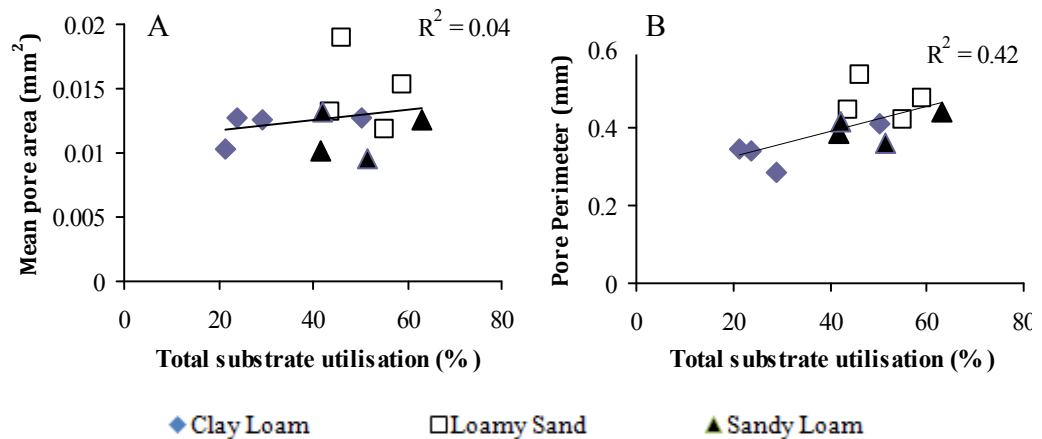 A
R² = 0.04
Mean pore area (mm²)
0.02
0.015
0.01
0.005
0
0 20 40 60 80
Total substrate utilisation (%)
B
R² = 0.42
Pore Perimeter (mm)
0.6
0.4
0.2
0
0 20 40 60 80
Total substrate utilisation (%)
Clay Loam Loamy Sand Sandy Loam